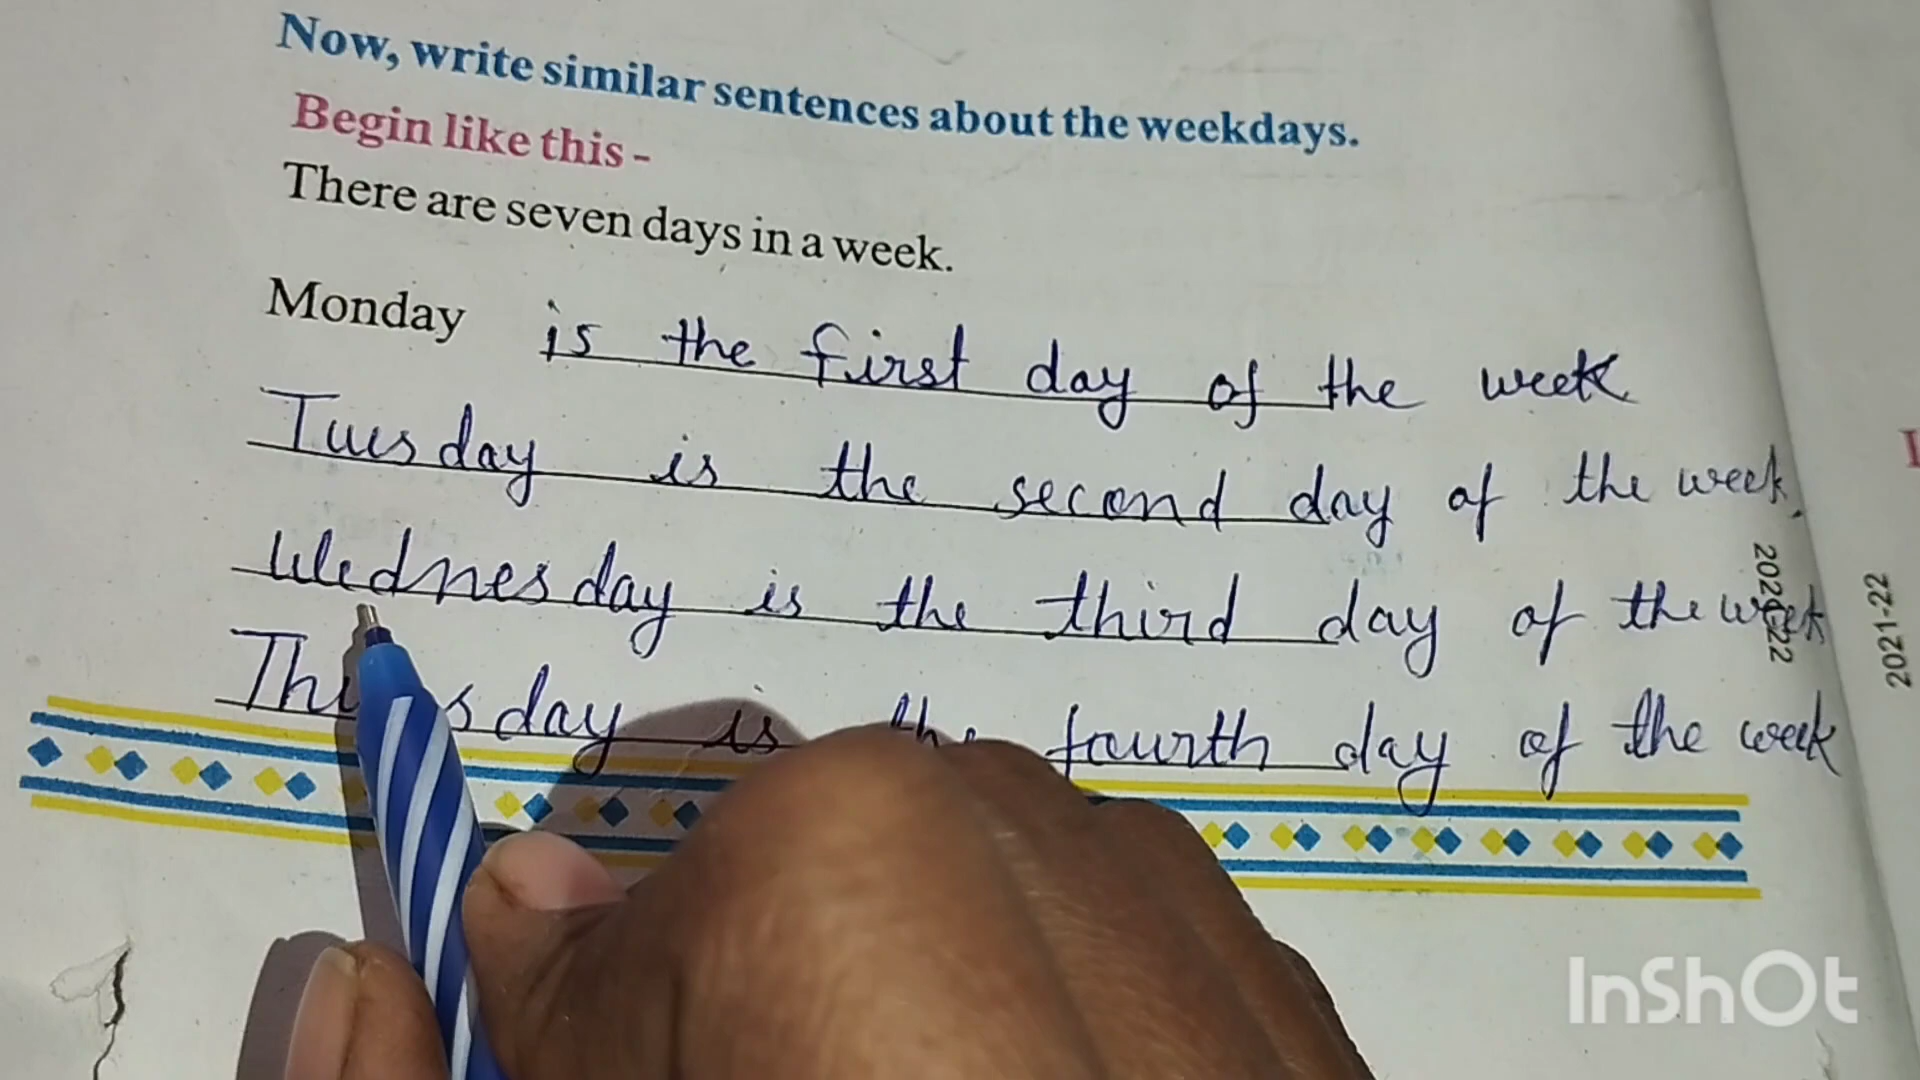 Now, write similar sentences about the weekdays.
Begin like this -
There are seven days in a week.
Monday is the first day of the week
Tuesday is the second day of the week.
Wednesday is the third day of the week
is the fourth day of the week
2021-22
2021-22
InShOt